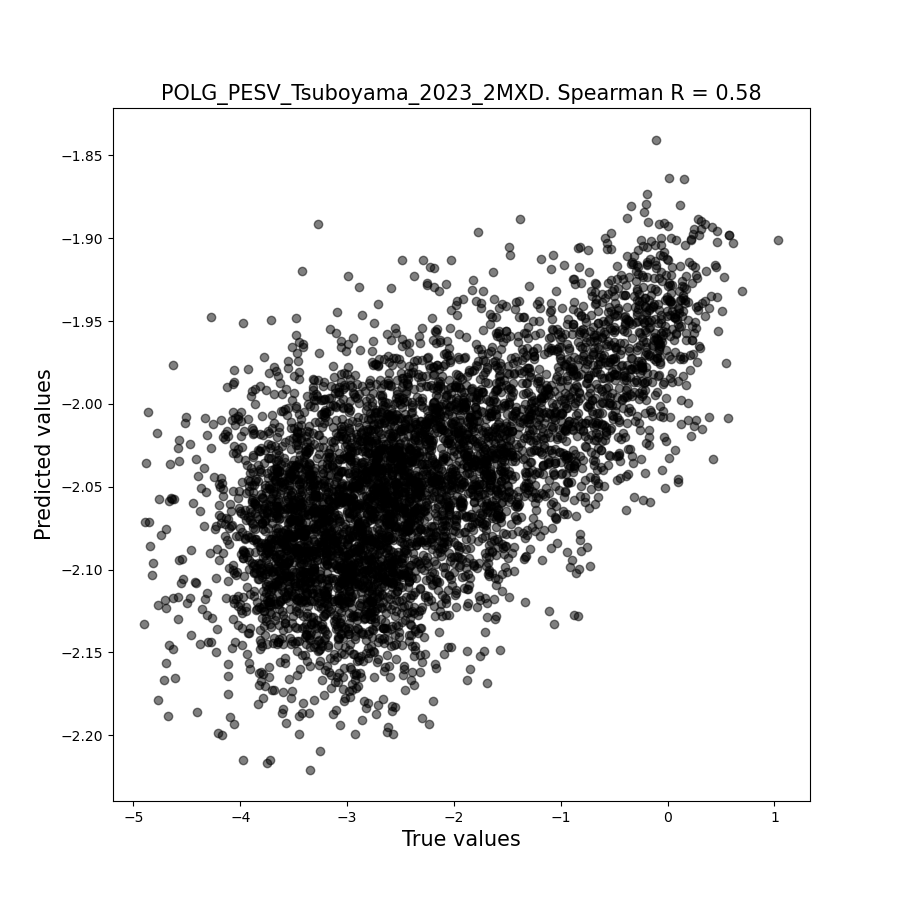 POLG_PESV_Tsuboyama_2023_2MXD. Spearman R = 0.58
Predicted values
−1.85
−1.90
−1.95
−2.00
−2.05
−2.10
−2.15
−2.20
−5 −4 −3 −2 −1 0 1
True values